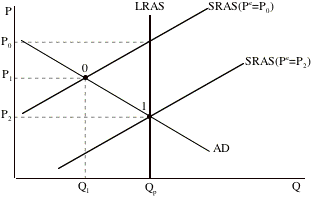 P
LRAS
SRAS(Pᵉ=P₀)
P₀
0
SRAS(Pᵉ=P₂)
P₁
1
P₂
AD
Q₁
Qₚ
Q